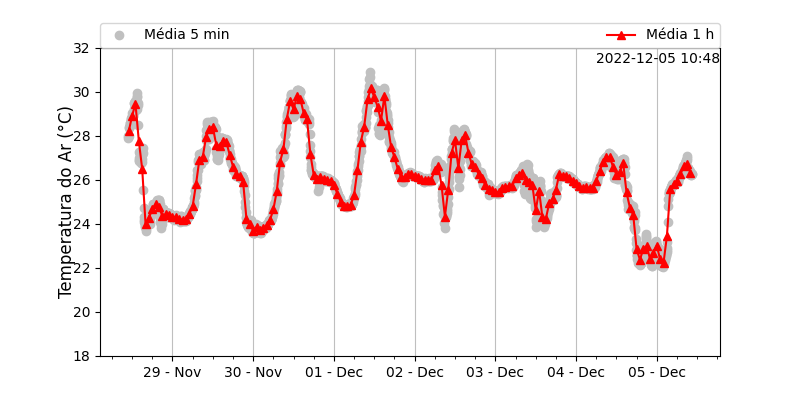 Média 5 min
Média 1 h
2022-12-05 10:48
Temperatura do Ar (°C)
32
30
28
26
24
22
20
18
29 - Nov
30 - Nov
01 - Dec
02 - Dec
03 - Dec
04 - Dec
05 - Dec